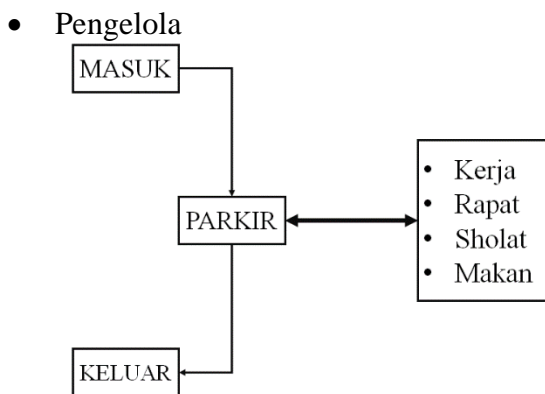 • Pengelola
MASUK
PARKIR
• Kerja
• Rapat
• Sholat
• Makan
KELUAR